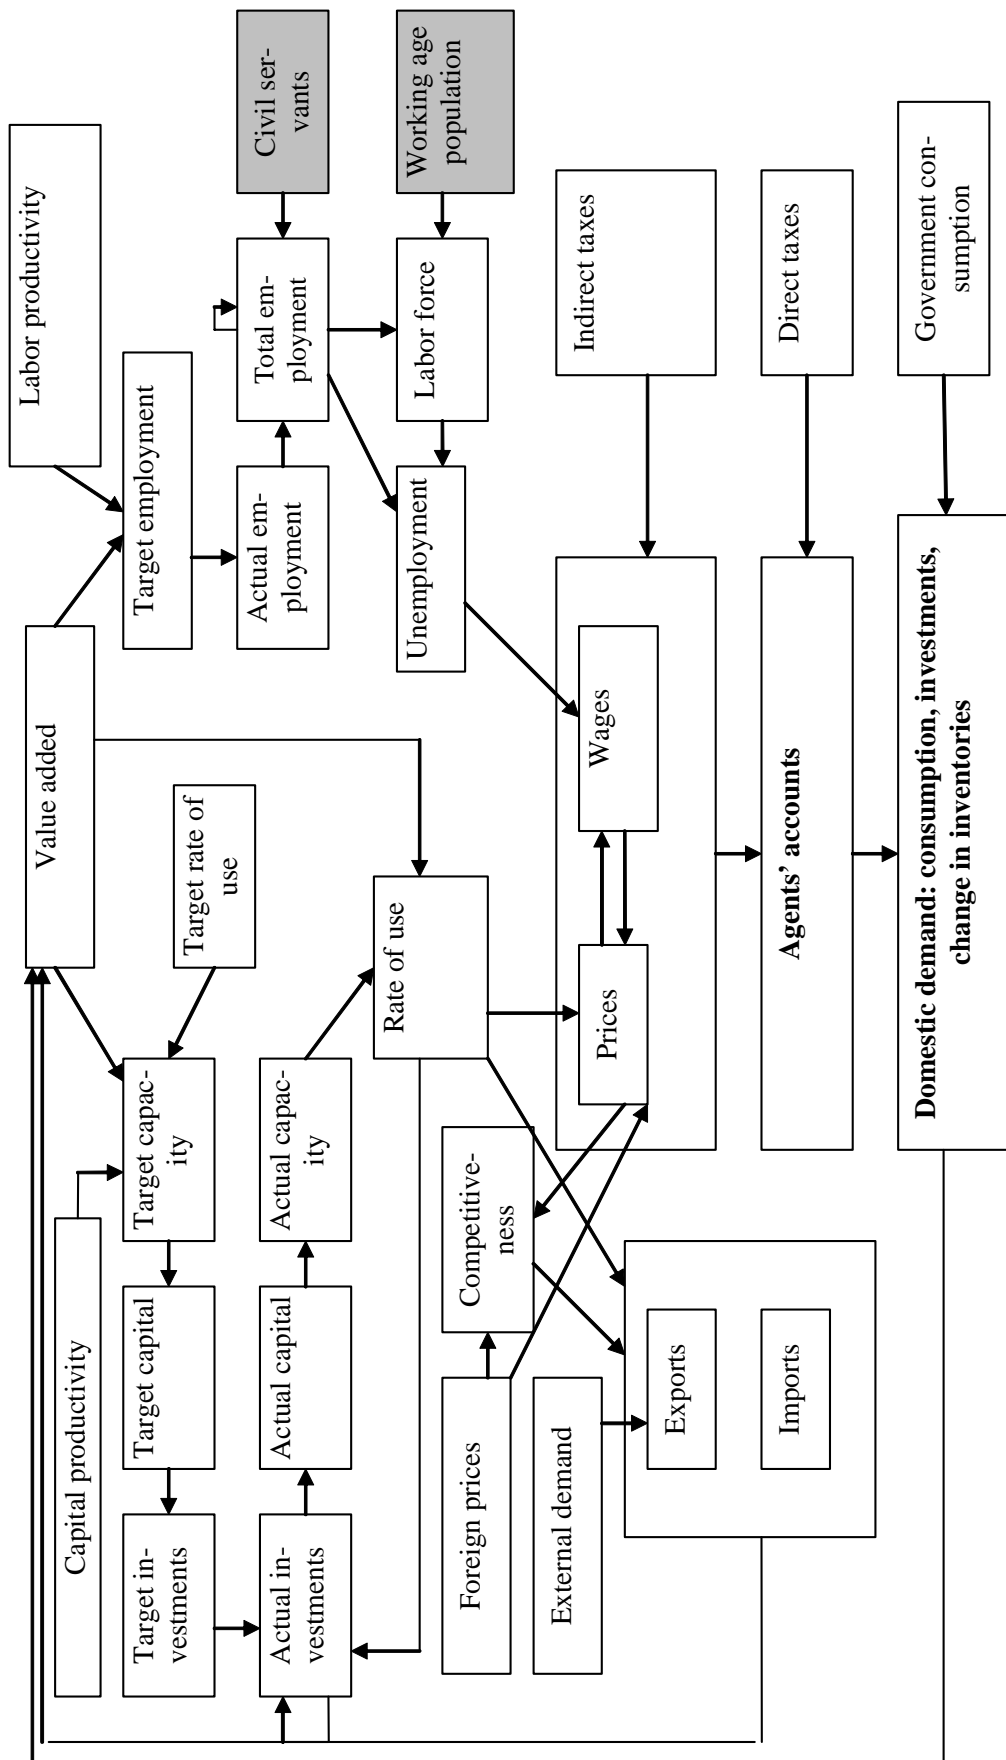 Capital productivity
Value added
Labor productivity
Target in-
vestments
Target capital
Target capac-
ity
Target rate of
use
Target employment
Actual in-
vestments
Actual capital
Actual capac-
ity
Actual em-
ployment
Total em-
ployment
Civil ser-
vants
Rate of use
Unemployment
Labor force
Working age
population
Foreign prices
Competitive-
ness
External demand
Prices
Wages
Indirect taxes
Exports
Imports
Agents’ accounts
Direct taxes
Domestic demand: consumption, investments,
change in inventories
Government con-
sumption